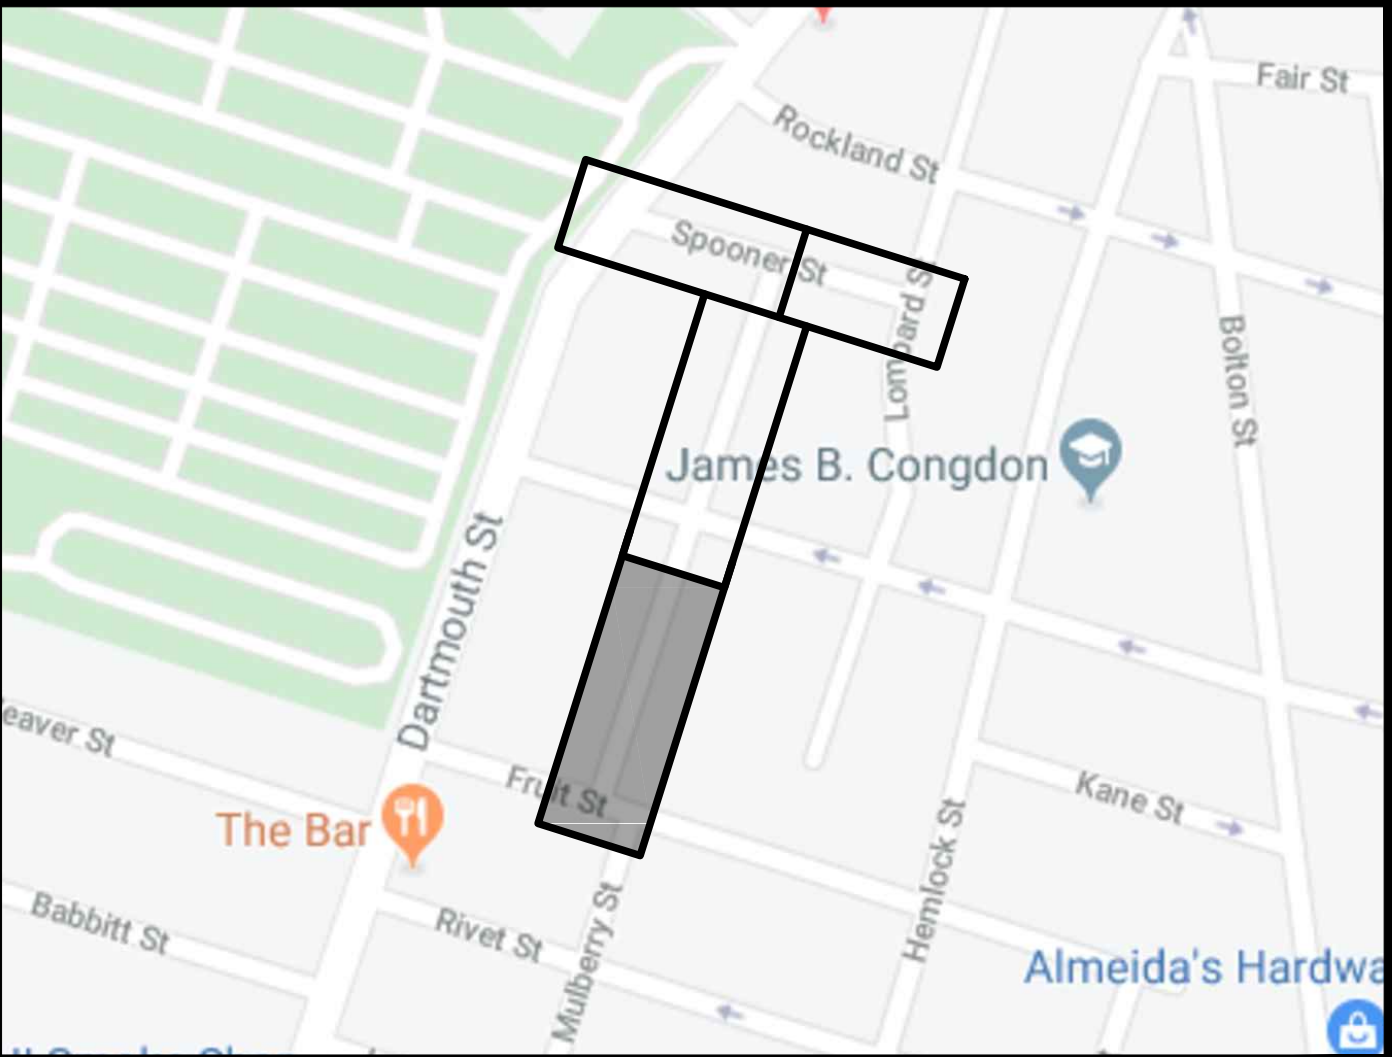 Fair St
Rockland St
Spooner St
Lombard St
Bolton St
James B. Congdon
Dartmouth St
eaver St
Fruit St
The Bar
Kane St
Hemlock St
Babbitt St
Rivet St
Mulberry St
Almeida's Hardwa